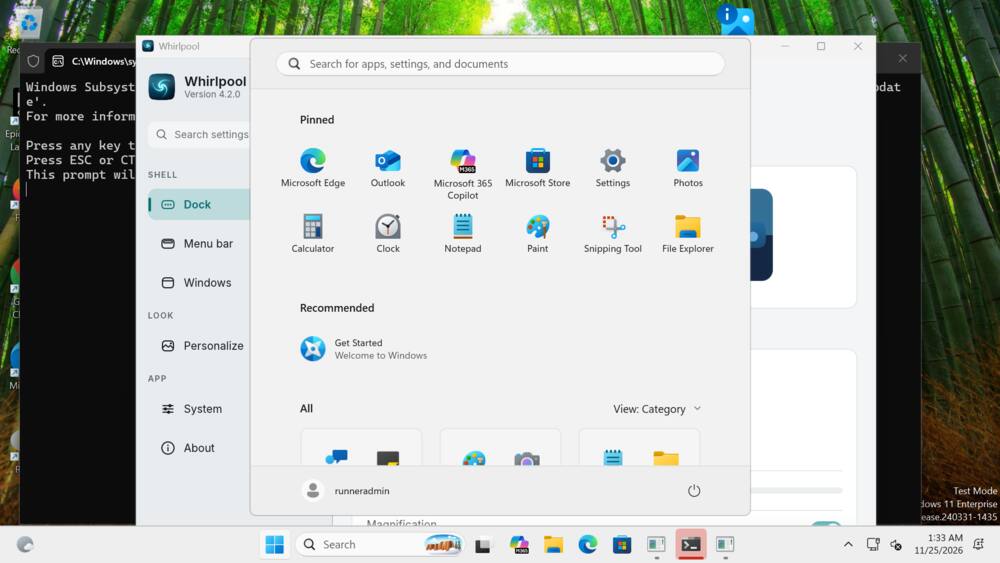 C:\Windows\sy
Windows Subsyst
pdat
e'.
For more inform
Press any key t
Press ESC or CT
This prompt wil
Whirlpool
Whirlpool
Version 4.2.0
Search settings
SHELL
Dock
Menu bar
Windows
LOOK
Personalize
APP
System
About
Magnification
Search for apps, settings, and documents
Pinned
Microsoft Edge
Outlook
M365
Microsoft 365
Copilot
Microsoft Store
Settings
Photos
Calculator
Clock
Notepad
Paint
Snipping Tool
File Explorer
Recommended
Get Started
Welcome to Windows
All
View: Category
runneradmin
Test Mode
dows 11 Enterprise
ease.240331-1435
Search
M365
1:33 AM
11/25/2026